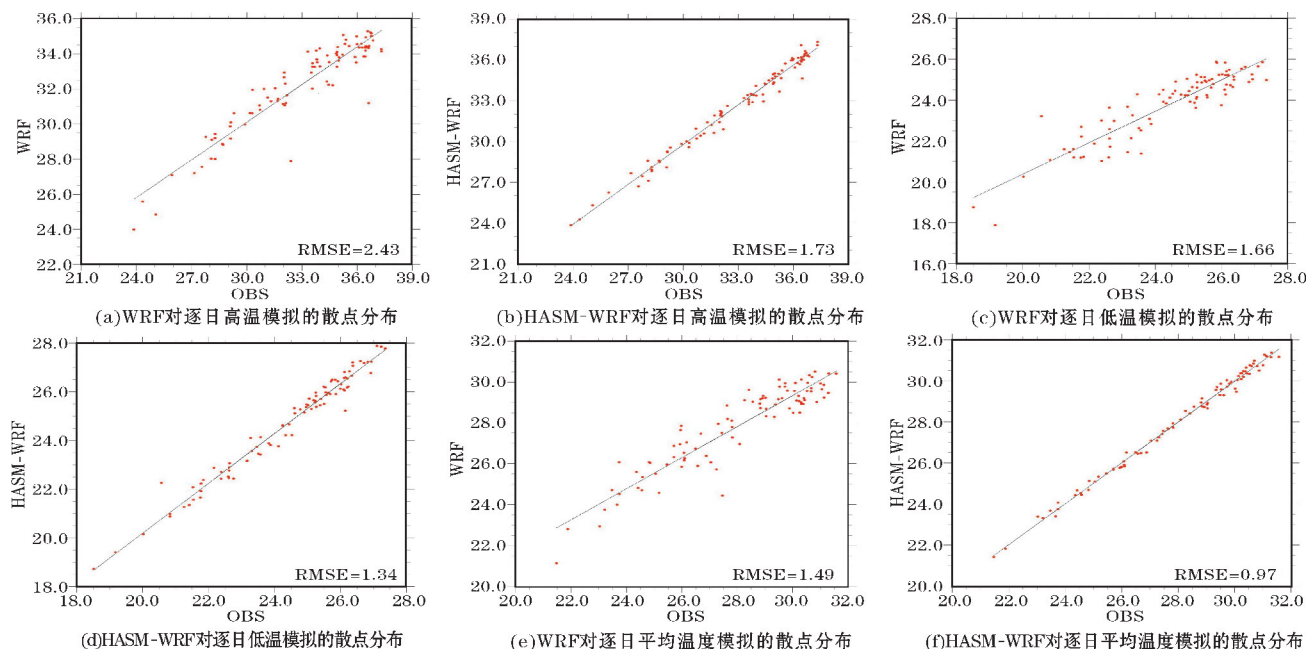 36.0
34.0
32.0
30.0
28.0
26.0
24.0
22.0
WRF
RMSE=2.43
21.0 24.0 27.0 30.0 33.0 36.0 39.0
OBS
(a)WRF对逐日高温模拟的散点分布
39.0
36.0
33.0
30.0
27.0
24.0
21.0
HASM-WRF
RMSE=1.73
21.0 24.0 27.0 30.0 33.0 36.0 39.0
OBS
(b)HASM-WRF对逐日高温模拟的散点分布
28.0
26.0
24.0
22.0
20.0
18.0
16.0
WRF
RMSE=1.66
18.0 20.0 22.0 24.0 26.0 28.0
OBS
(c)WRF对逐日低温模拟的散点分布
28.0
26.0
24.0
22.0
20.0
18.0
HASM-WRF
RMSE=1.34
18.0 20.0 22.0 24.0 26.0 28.0
OBS
(d)HASM-WRF对逐日低温模拟的散点分布
32.0
30.0
28.0
26.0
24.0
22.0
20.0
WRF
RMSE=1.49
20.0 22.0 24.0 26.0 28.0 30.0 32.0
OBS
(e)WRF对逐日平均温度模拟的散点分布
32.0
30.0
28.0
26.0
24.0
22.0
20.0
HASM-WRF
RMSE=0.97
20.0 22.0 24.0 26.0 28.0 30.0 32.0
OBS
(f)HASM-WRF对逐日平均温度模拟的散点分布